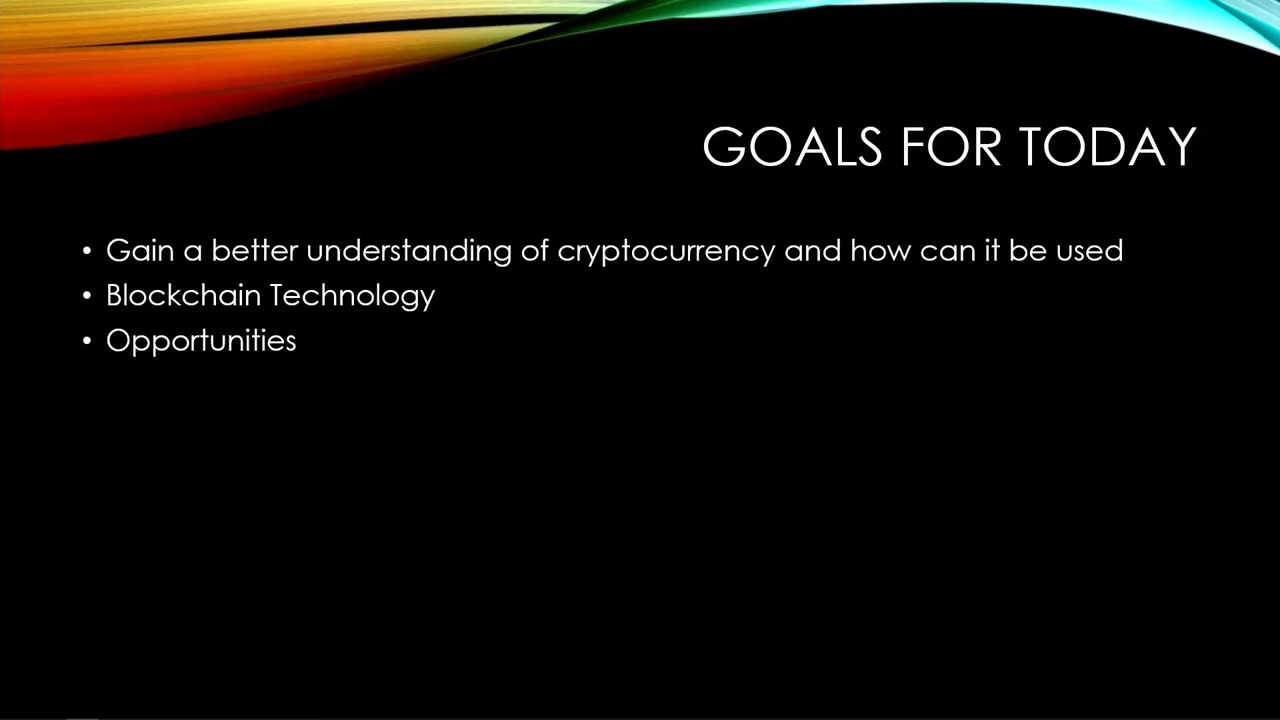 GOALS FOR TODAY
• Gain a better understanding of cryptocurrency and how can it be used
• Blockchain Technology
• Opportunities